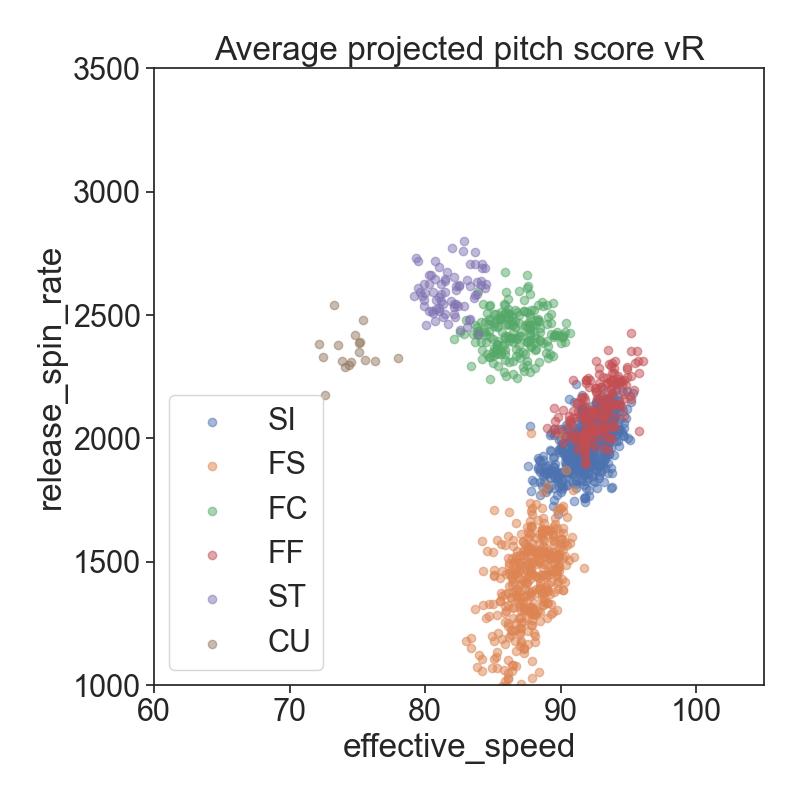 Average projected pitch score vR
3500
3000
2500
2000
1500
1000
release_spin_rate
SI
FS
FC
FF
ST
CU
60 70 80 90 100
effective_speed